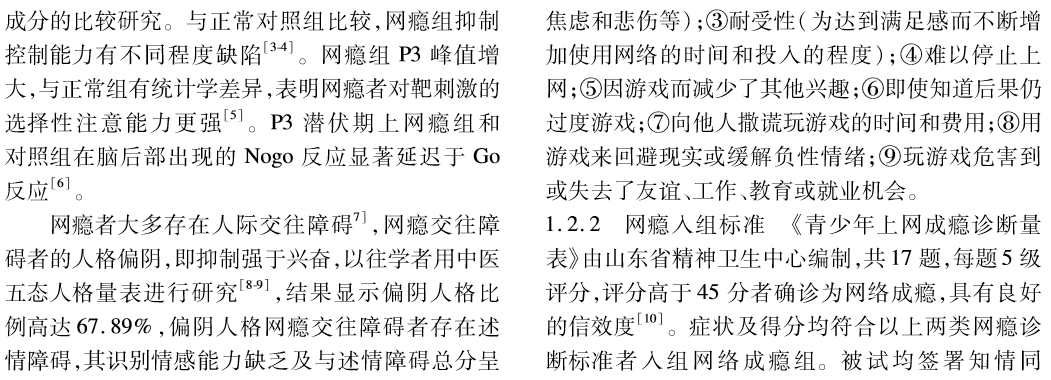 成分的比较研究。与正常对照组比较,网瘾组抑制
控制能力有不同程度缺陷[3-4]。网瘾组 P3 峰值增
大,与正常组有统计学差异,表明网瘾者对靶刺激的
选择性注意能力更强[5]。P3 潜伏期上网瘾组和
对照组在脑后部出现的 Nogo 反应显著延迟于 Go
反应[6]。
网瘾者大多存在人际交往障碍7],网瘾交往障
碍者的人格偏阴,即抑制强于兴奋,以往学者用中医
五态人格量表进行研究[8-9],结果显示偏阴人格比
例高达 67.89%,偏阴人格网瘾交往障碍者存在述
情障碍,其识别情感能力缺乏及与述情障碍总分呈
焦虑和悲伤等);③耐受性(为达到满足感而不断增
加使用网络的时间和投入的程度);④难以停止上
网;⑤因游戏而减少了其他兴趣;⑥即使知道后果仍
过度游戏;⑦向他人撒谎玩游戏的时间和费用;⑧用
游戏来回避现实或缓解负性情绪;⑨玩游戏危害到
或失去了友谊、工作、教育或就业机会。
1.2.2 网瘾入组标准 《青少年上网成瘾诊断量
表》由山东省精神卫生中心编制,共 17 题,每题 5 级
评分,评分高于 45 分者确诊为网络成瘾,具有良好
的信效度[10]。症状及得分均符合以上两类网瘾诊
断标准者入组网络成瘾组。被试均签署知情同